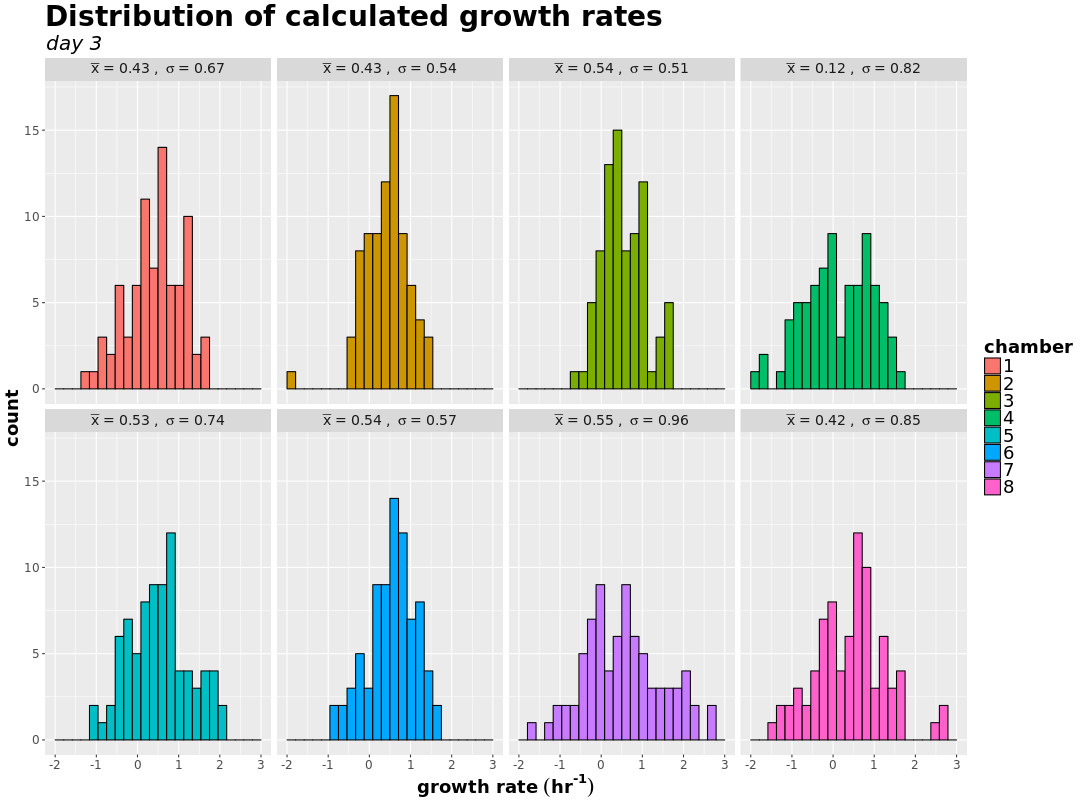 Distribution of calculated growth rates
day 3
x̅ = 0.43 , σ = 0.67
x̅ = 0.43 , σ = 0.54
x̅ = 0.54 , σ = 0.51
x̅ = 0.12 , σ = 0.82
15
10
5
0
x̅ = 0.53 , σ = 0.74
x̅ = 0.54 , σ = 0.57
x̅ = 0.55 , σ = 0.96
x̅ = 0.42 , σ = 0.85
15
10
5
0
-2 -1 0 1 2 3
-2 -1 0 1 2 3
-2 -1 0 1 2 3
-2 -1 0 1 2 3
count
growth rate (hr⁻¹)
chamber
1
2
3
4
5
6
7
8